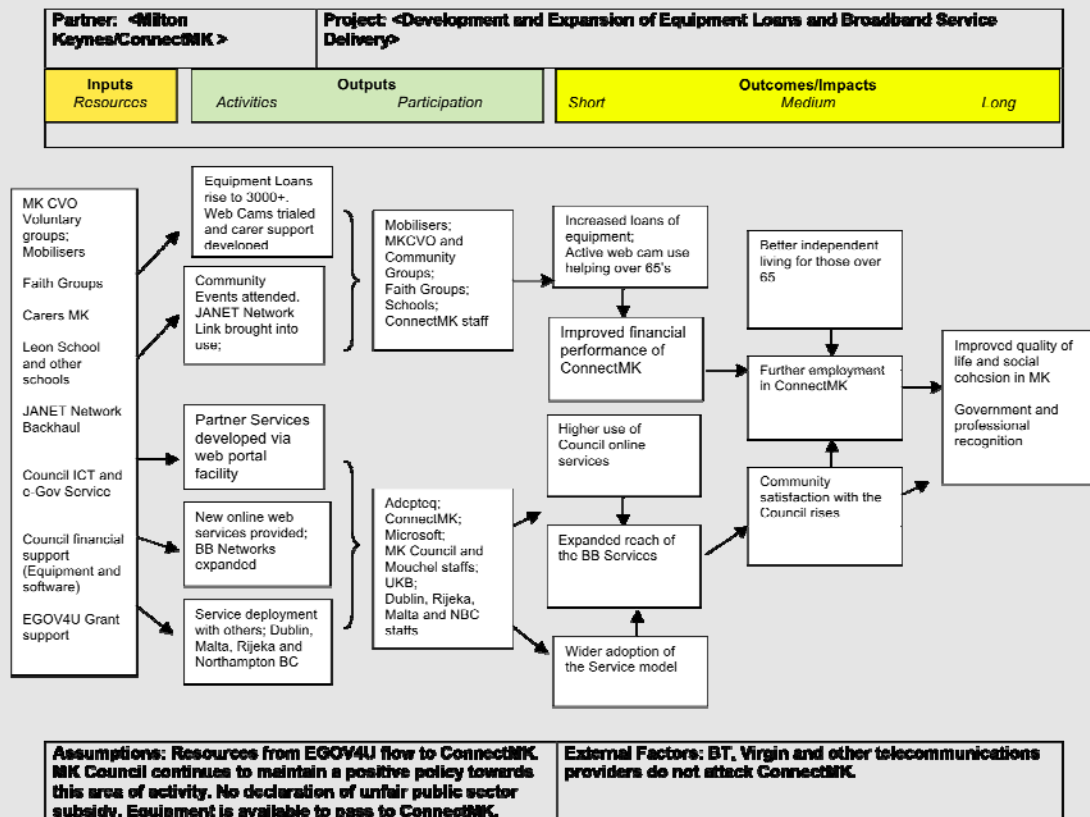 Partner: <Milton
Keynes/ConnectMK >
Project: <Development and Expansion of Equipment Loans and Broadband Service
Delivery>
Inputs
Resources
Outputs
Activities Participation
Outcomes/Impacts
Short Medium Long
MK CVO
Voluntary
groups;
Mobilisers
Faith Groups
Carers MK
Leon School
and other
schools
JANET Network
Backhaul
Council ICT and
e-Gov Service
Council financial
support
(Equipment and
software)
EGOV4U Grant
support
Equipment Loans
rise to 3000+.
Web Cams trialed
and carer support
developed
Community
Events attended.
JANET Network
Link brought into
use;
Partner Services
developed via
web portal
facility
New online web
services provided;
BB Networks
expanded
Service deployment
with others; Dublin,
Malta, Rijeka and
Northampton BC
Mobilisers;
MKCVO and
Community
Groups;
Faith Groups;
Schools;
ConnectMK staff
Adepteq;
ConnectMK;
Microsoft;
MK Council and
Mouchel staffs;
UKB;
Dublin, Rijeka,
Malta and NBC
staffs
Increased loans of
equipment;
Active web cam use
helping over 65's
Improved financial
performance of
ConnectMK
Higher use of
Council online
services
Expanded reach of
the BB Services
Wider adoption of
the Service model
Better independent
living for those over
65
Further employment
in ConnectMK
Community
satisfaction with the
Council rises
Improved quality of
life and social
cohesion in MK
Government and
professional
recognition
Assumptions: Resources from EGOV4U flow to ConnectMK.
MK Council continues to maintain a positive policy towards
this area of activity. No declaration of unfair public sector
subsidy. Equipment is available to pass to ConnectMK.
External Factors: BT, Virgin and other telecommunications
providers do not attack ConnectMK.